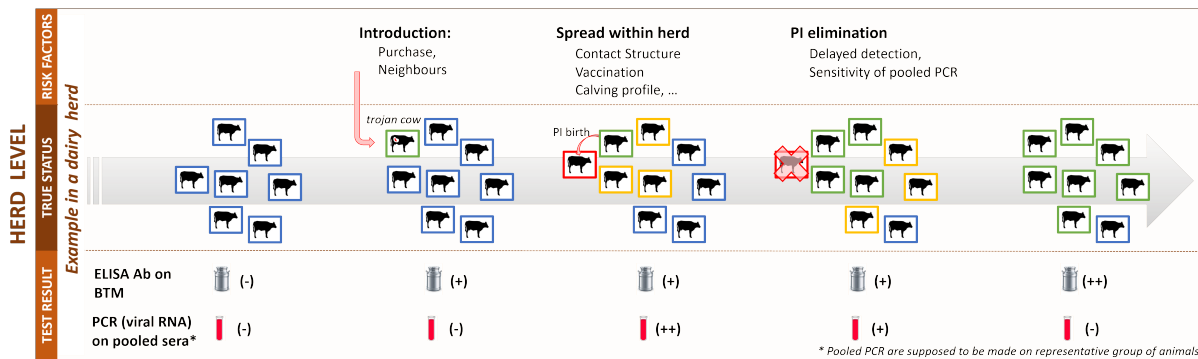 HERD LEVEL
RISK FACTORS
TRUE STATUS
TEST RESULT
Example in a dairy herd
Introduction:
Purchase,
Neighbours
Spread within herd
Contact Structure
Vaccination
Calving profile, ...
PI elimination
Delayed detection,
Sensitivity of pooled PCR
trojan cow
PI birth
ELISA Ab on
BTM
(-)
(+)
(+)
(+)
(++)
PCR (viral RNA)
on pooled sera*
(-)
(-)
(++)
(+)
(-)
* Pooled PCR are supposed to be made on representative group of animals